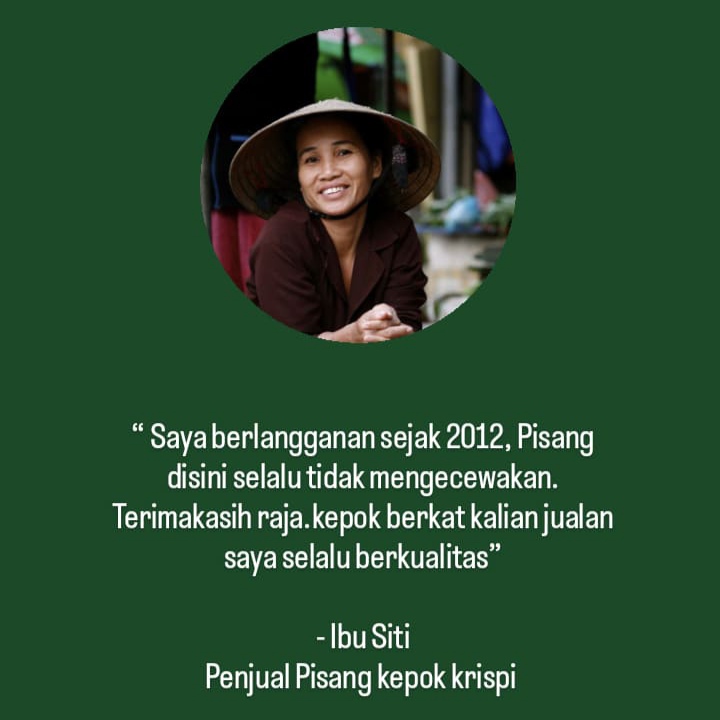 “ Saya berlangganan sejak 2012, Pisang
disini selalu tidak mengecewakan.
Terimakasih raja.kepok berkat kalian jualan
saya selalu berkualitas”
- Ibu Siti
Penjual Pisang kepok krispi